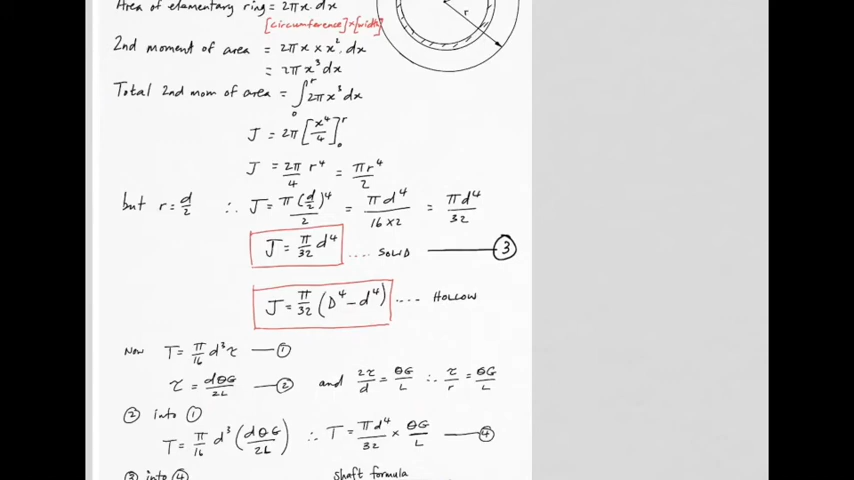 Area of elementary ring = 2πx.dx
[circumference]×[width]
r
2nd moment of area = 2πx × x².dx
= 2πx³dx
Total 2nd mom of area = ∫₀ʳ 2πx³dx
J = 2π[x⁴/4]₀ʳ
J = 2π/4 r⁴ = πr⁴/2
but r = d/2 ∴ J = π(d/2)⁴/2 = πd⁴/16×2 = πd⁴/32
J = π/32 d⁴ .... SOLID ③
J = π/32 (D⁴ - d⁴) .... HOLLOW
Now T = π/16 d³τ — ①
τ = dθG/2L — ② and 2τ/d = θG/L ∴ τ/r = θG/L
② into ①
T = π/16 d³ (dθG/2L) ∴ T = πd⁴/32 × θG/L — ④
③ into ④ shaft formula